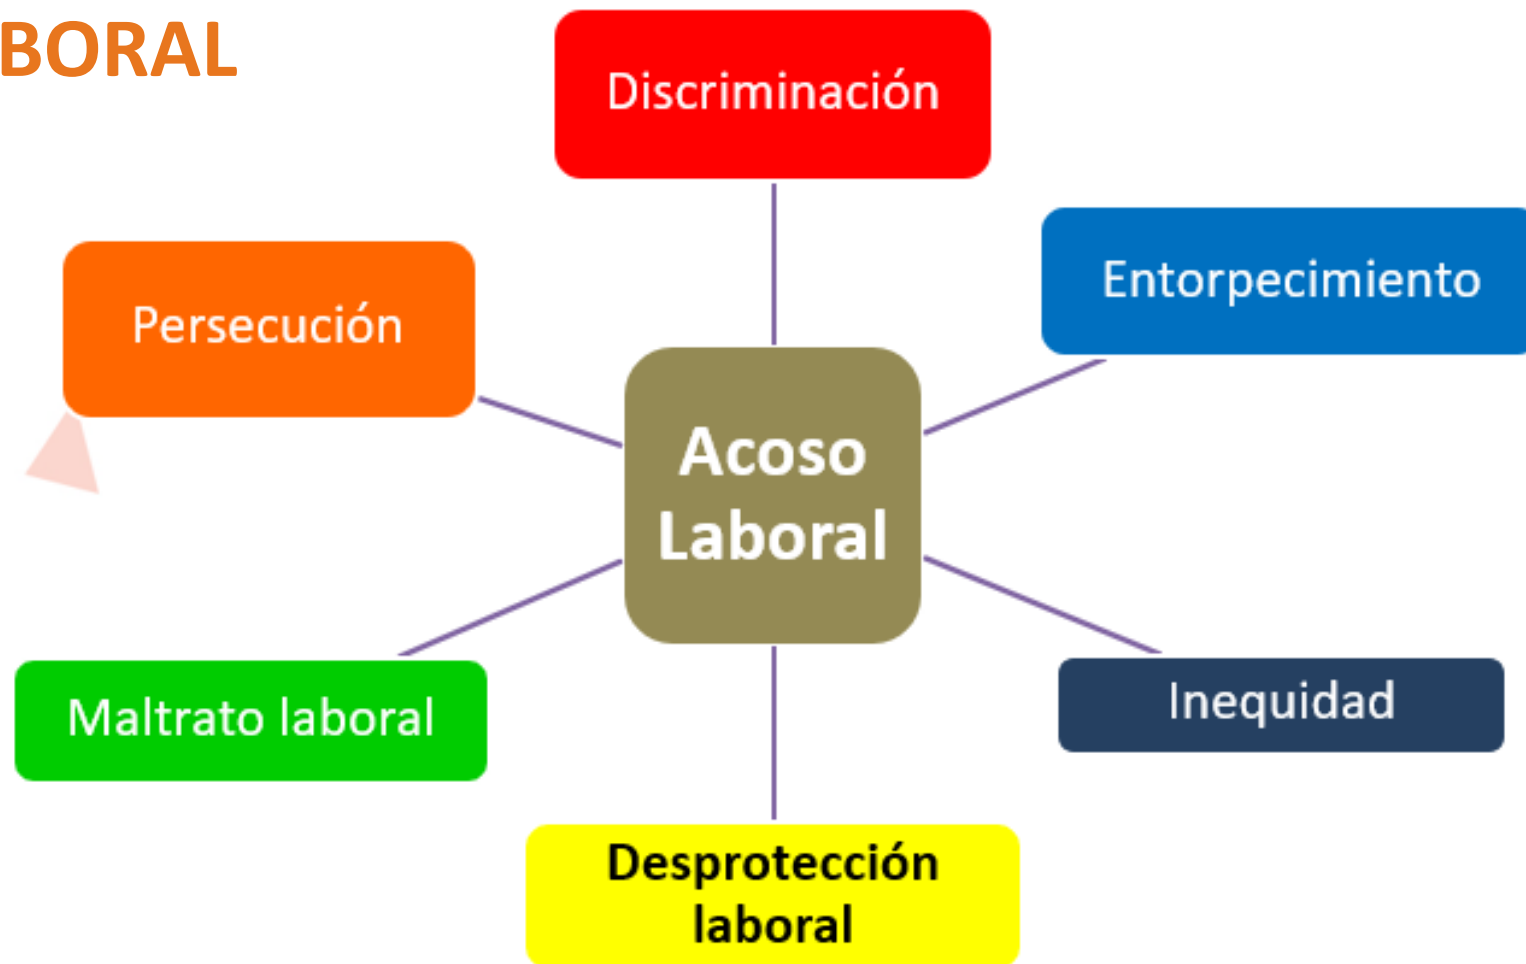 BORAL
Discriminación
Entorpecimiento
Persecución
Acoso
Laboral
Maltrato laboral
Inequidad
Desprotección
laboral